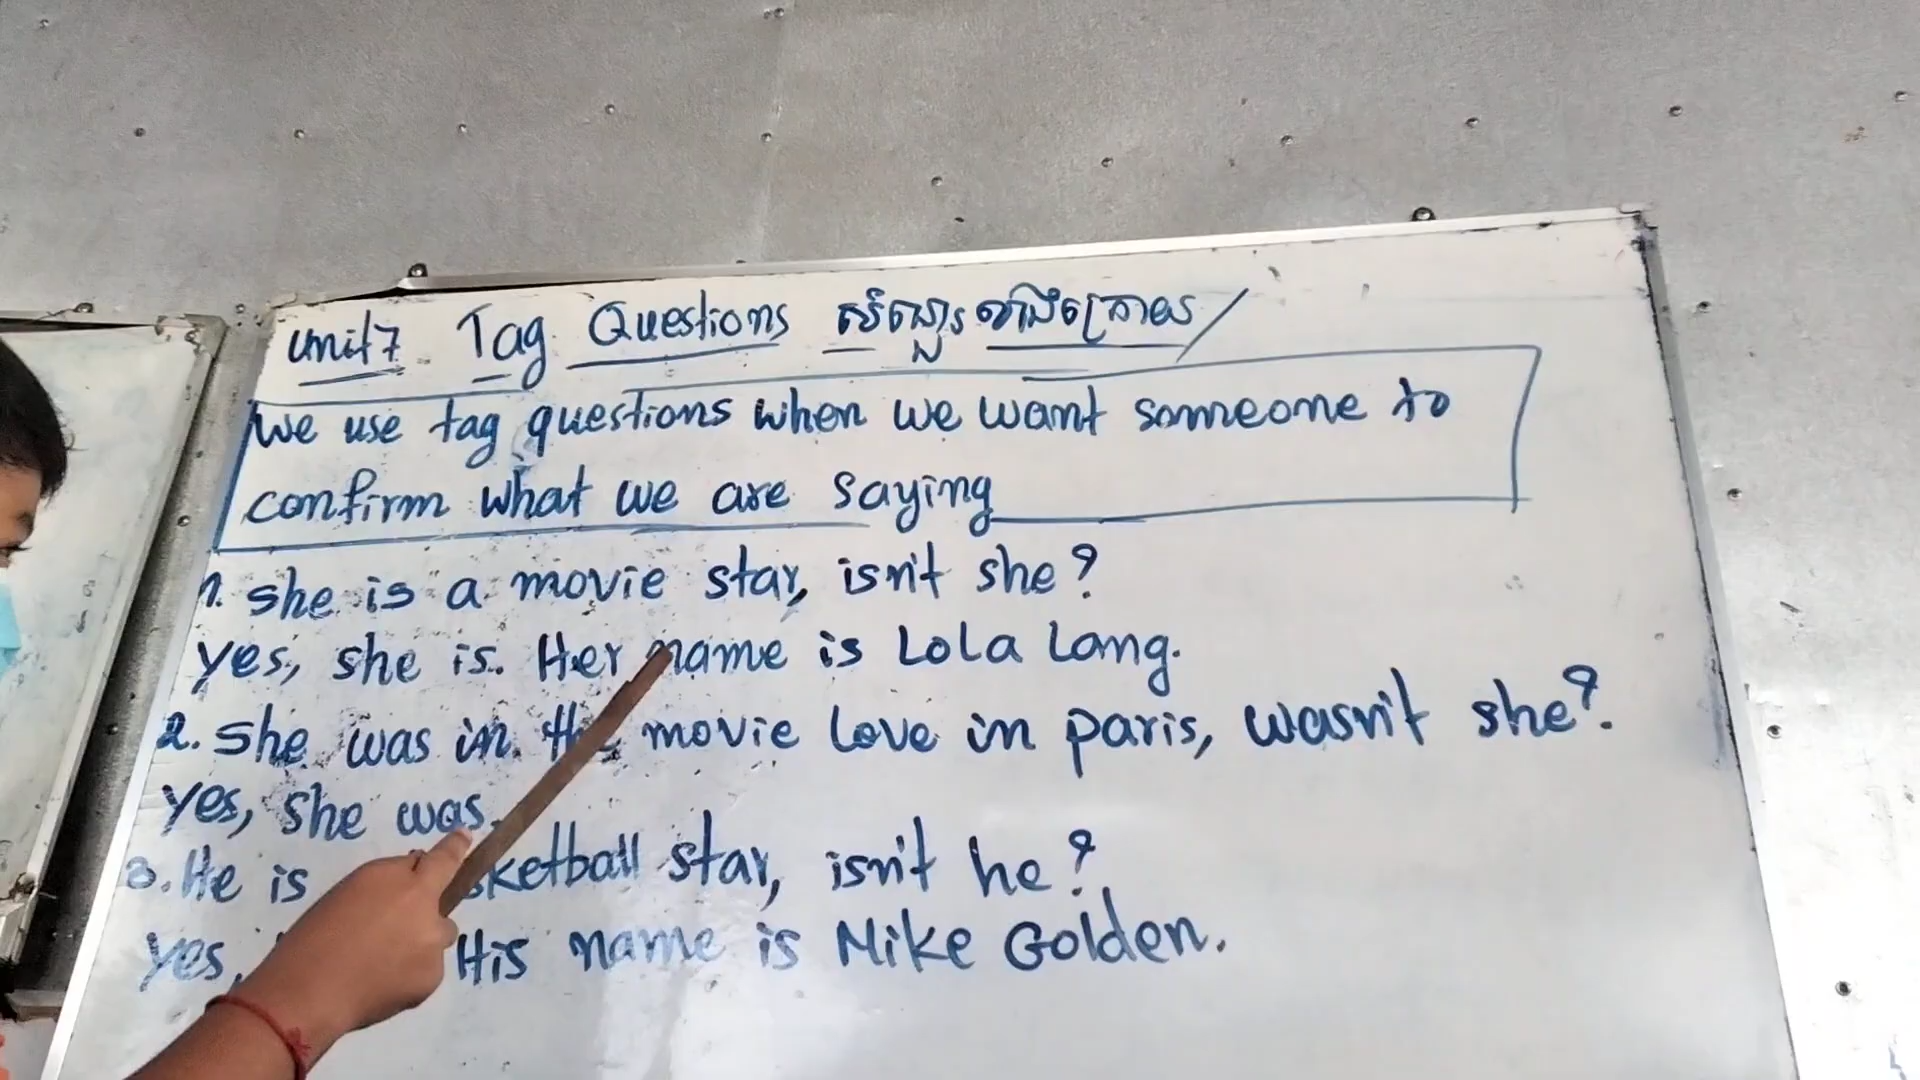 Unit 7 Tag Questions សំណួរខាងក្រោយ/
We use tag questions when we want someone to
confirm what we are saying
1. She is a movie star, isn't she?
yes, she is. Her name is Lola Lang.
2. She was in the movie Love in paris, wasn't she?
yes, she was.
3. He is star, isn't he?
yes, His name is Mike Golden.